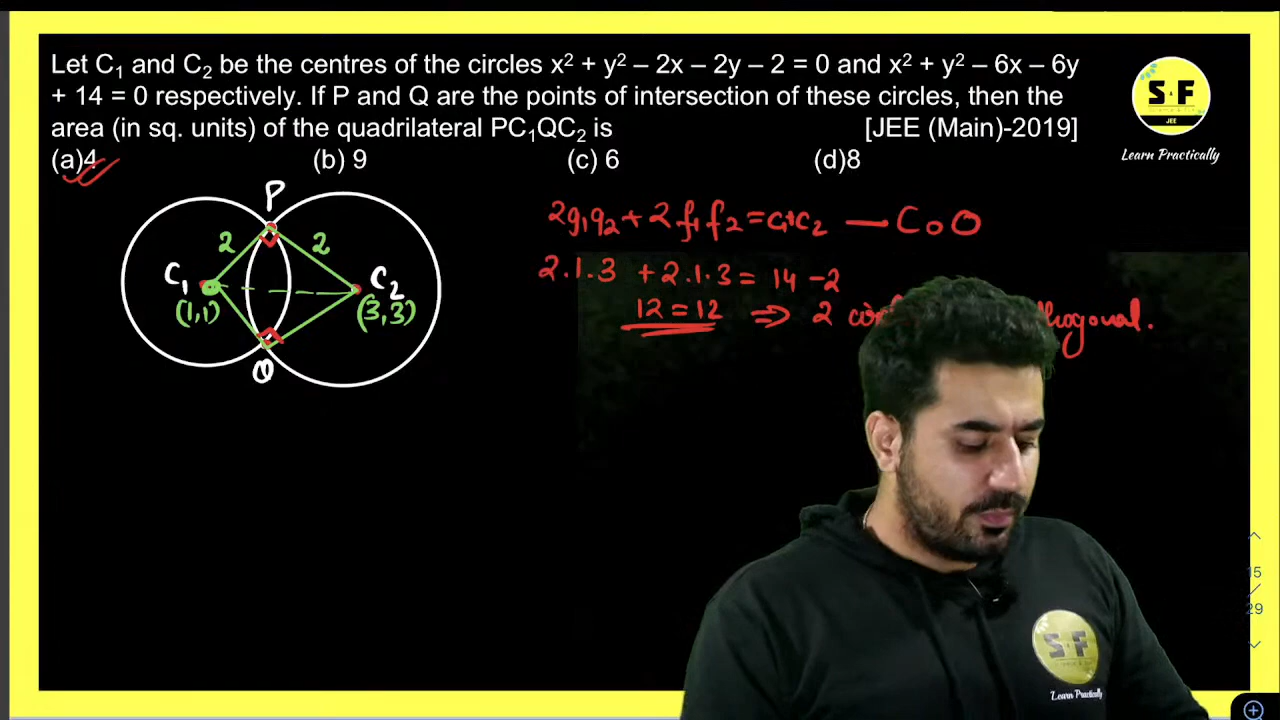 Let C₁ and C₂ be the centres of the circles x² + y² – 2x – 2y – 2 = 0 and x² + y² – 6x – 6y
+ 14 = 0 respectively. If P and Q are the points of intersection of these circles, then the
area (in sq. units) of the quadrilateral PC₁QC₂ is [JEE (Main)-2019]
(a)4 (b) 9 (c) 6 (d)8
S F
JEE
Learn Practically
P
2 2
C₁ C₂
(1,1) (3,3)
Q
2g₁g₂ + 2f₁f₂ = c₁+c₂ — COO
2.1.3 + 2.1.3 = 14 -2
12 = 12 ⇒ 2
S F
Learn Practically
15
29